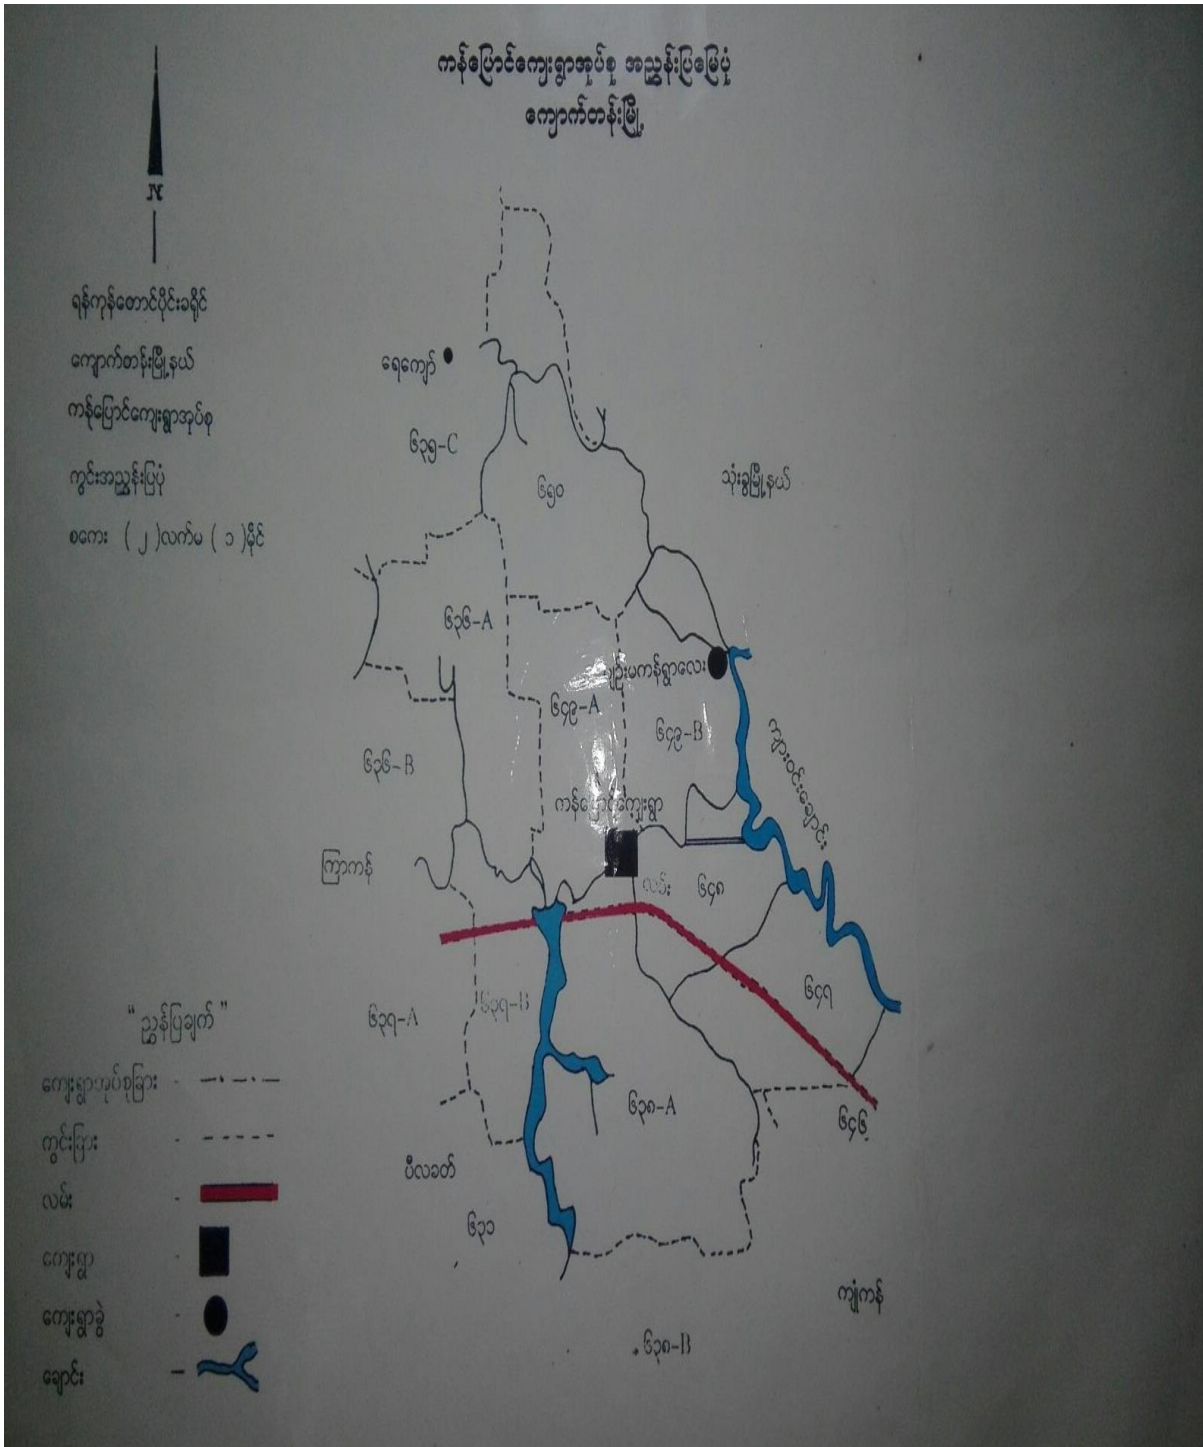 ကန်ပြောင်ကျေးရွာအုပ်စု အညွှန်းပြမြေပုံ
ကျောက်တန်းမြို့
N
ရန်ကုန်တောင်ပိုင်းခရိုင်
ကျောက်တန်းမြို့နယ်
ကန်ပြောင်ကျေးရွာအုပ်စု
ကွင်းအညွှန်းပြပုံ
စကေး ( ၂ )လက်မ ( ၁ )မိုင်
ရေကျော်
၆၃၅-C
၆၅၀
သုံးခွမြို့နယ်
၆၃၆-A
၆၄၉-A
၆၄၉-B
၆၃၆-B
ကျားဝင်းချောင်း
ကန်ပြောင်ကျေးရွာ
ကြာကန်
လမ်း
၆၄၈
၆၄၇
၆၃၇-A
၆၃၇-B
၆၃၈-A
၆၄၆
ပီလခတ်
၆၃၁
ကျုံကန်
၆၃၈-B
“ ညွှန်ပြချက် ”
ကျေးရွာအုပ်စုခြား -
ကွင်းခြား -
လမ်း -
ကျေးရွာ -
ကျေးရွာခွဲ -
ချောင်း -